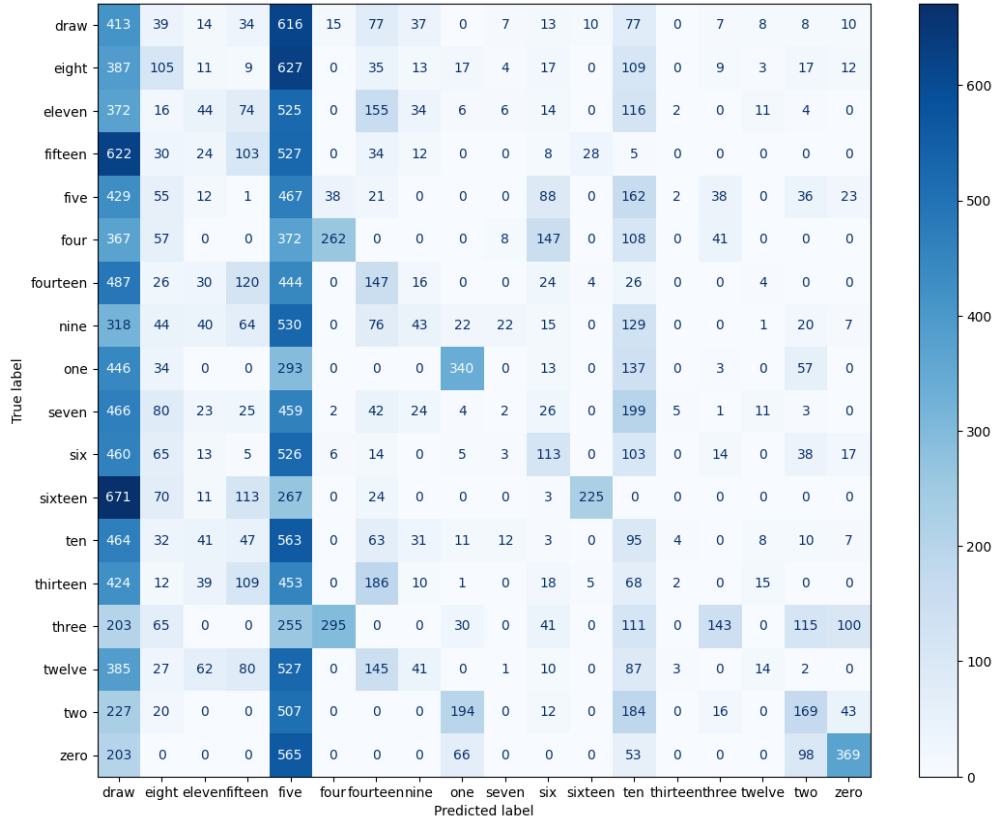 draw 413 39 14 34 616 15 77 37 0 7 13 10 77 0 7 8 8 10
eight 387 105 11 9 627 0 35 13 17 4 17 0 109 0 9 3 17 12
eleven 372 16 44 74 525 0 155 34 6 6 14 0 116 2 0 11 4 0
fifteen 622 30 24 103 527 0 34 12 0 0 8 28 5 0 0 0 0 0
five 429 55 12 1 467 38 21 0 0 0 88 0 162 2 38 0 36 23
four 367 57 0 0 372 262 0 0 0 8 147 0 108 0 41 0 0 0
fourteen 487 26 30 120 444 0 147 16 0 0 24 4 26 0 0 4 0 0
nine 318 44 40 64 530 0 76 43 22 22 15 0 129 0 0 1 20 7
one 446 34 0 0 293 0 0 0 340 0 13 0 137 0 3 0 57 0
seven 466 80 23 25 459 2 42 24 4 2 26 0 199 5 1 11 3 0
six 460 65 13 5 526 6 14 0 5 3 113 0 103 0 14 0 38 17
sixteen 671 70 11 113 267 0 24 0 0 0 3 225 0 0 0 0 0 0
ten 464 32 41 47 563 0 63 31 11 12 3 0 95 4 0 8 10 7
thirteen 424 12 39 109 453 0 186 10 1 0 18 5 68 2 0 15 0 0
three 203 65 0 0 255 295 0 0 30 0 41 0 111 0 143 0 115 100
twelve 385 27 62 80 527 0 145 41 0 1 10 0 87 3 0 14 2 0
two 227 20 0 0 507 0 0 0 194 0 12 0 184 0 16 0 169 43
zero 203 0 0 0 565 0 0 0 66 0 0 0 53 0 0 0 98 369
draw eight eleven fifteen five four fourteen nine one seven six sixteen ten thirteen three twelve two zero
Predicted label
True label
600
500
400
300
200
100
0